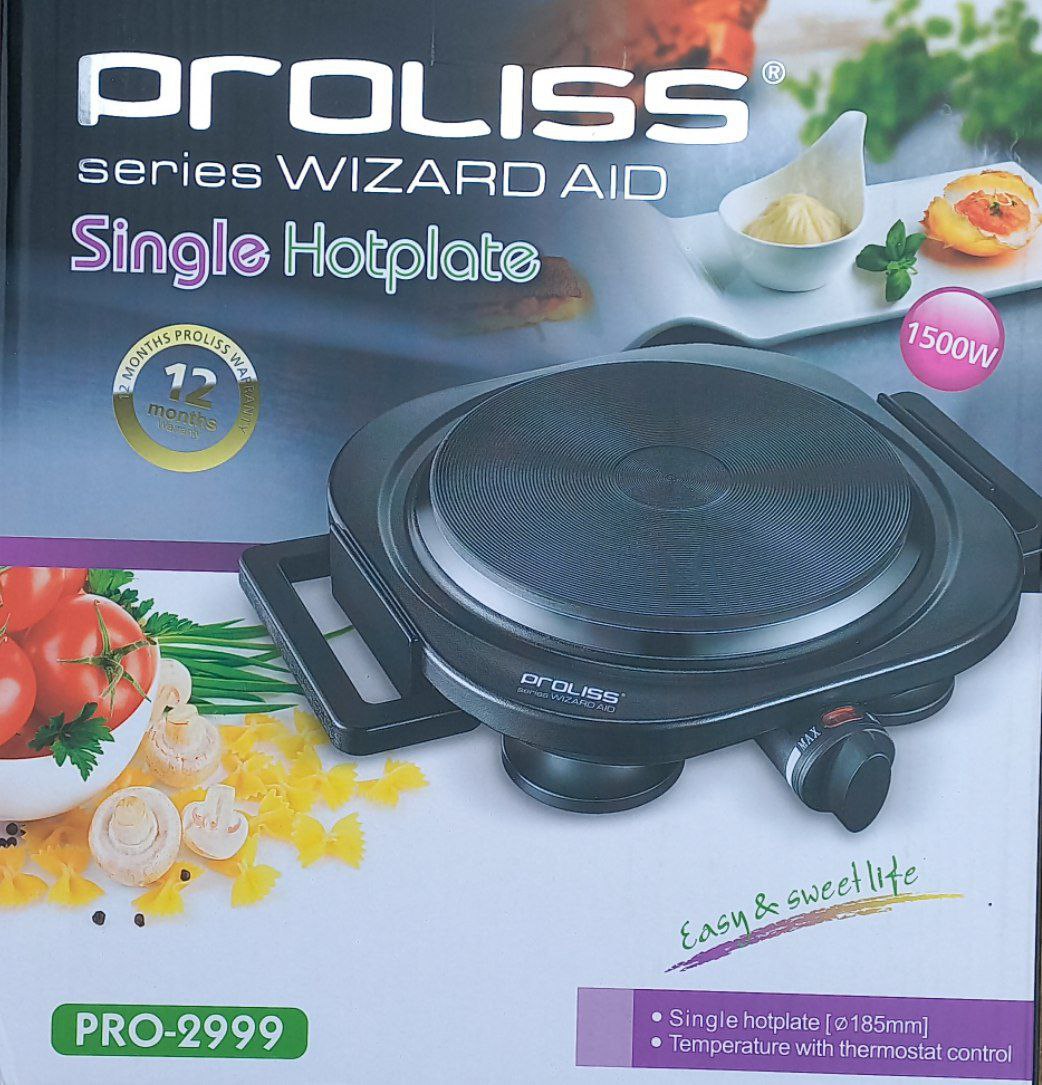 PROLISS®
series WIZARD AID
Single Hotplate
12 MONTHS PROLISS WARRANTY
12
months
Warranty
1500W
PROLISS®
series WIZARD AID
MAX
Easy & sweet life
PRO-2999
• Single hotplate [ ⌀185mm]
• Temperature with thermostat control